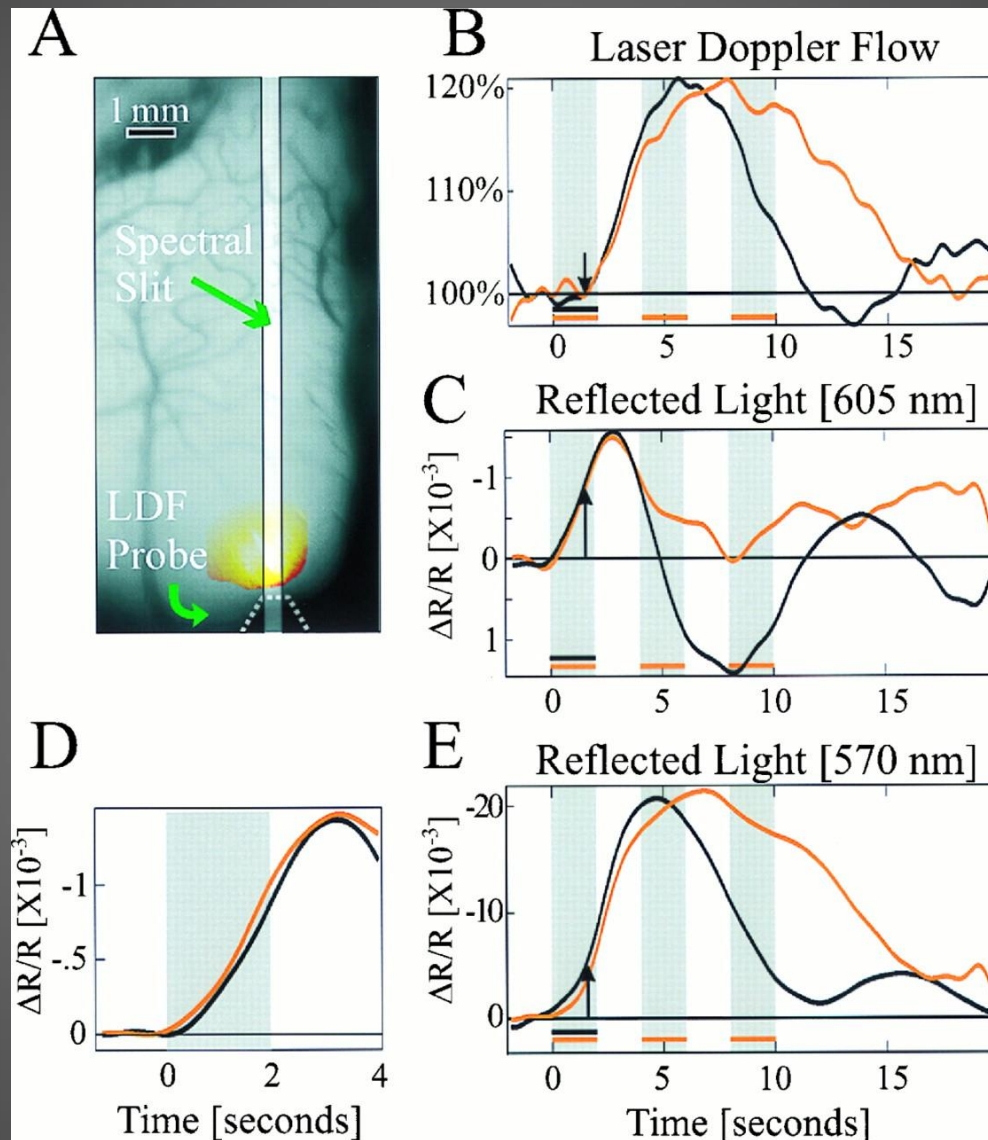 A
1 mm
Spectral
Slit
LDF
Probe
B
Laser Doppler Flow
120%
110%
100%
0 5 10 15
C
Reflected Light [605 nm]
ΔR/R [X10⁻³]
-1
0
1
0 5 10 15
D
ΔR/R [X10⁻³]
-1
-.5
0
0 2 4
Time [seconds]
E
Reflected Light [570 nm]
ΔR/R [X10⁻³]
-20
-10
0
0 5 10 15
Time [seconds]